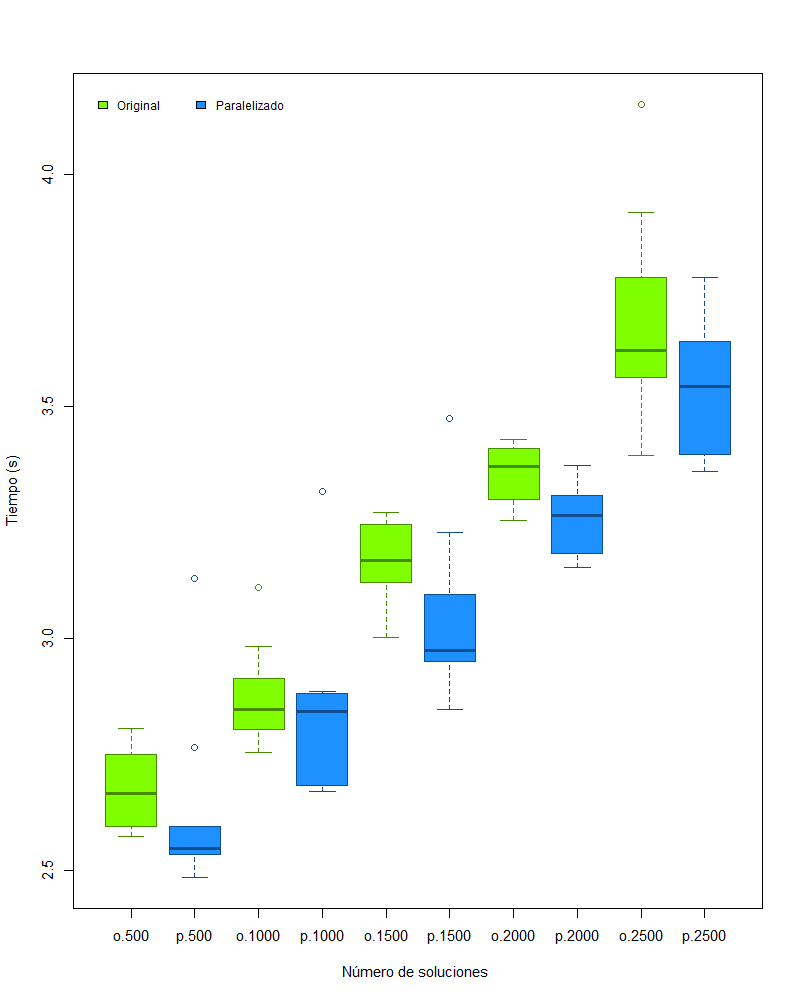 Original Paralelizado
4.0
3.5
3.0
2.5
Tiempo (s)
o.500 p.500 o.1000 p.1000 o.1500 p.1500 o.2000 p.2000 o.2500 p.2500
Número de soluciones